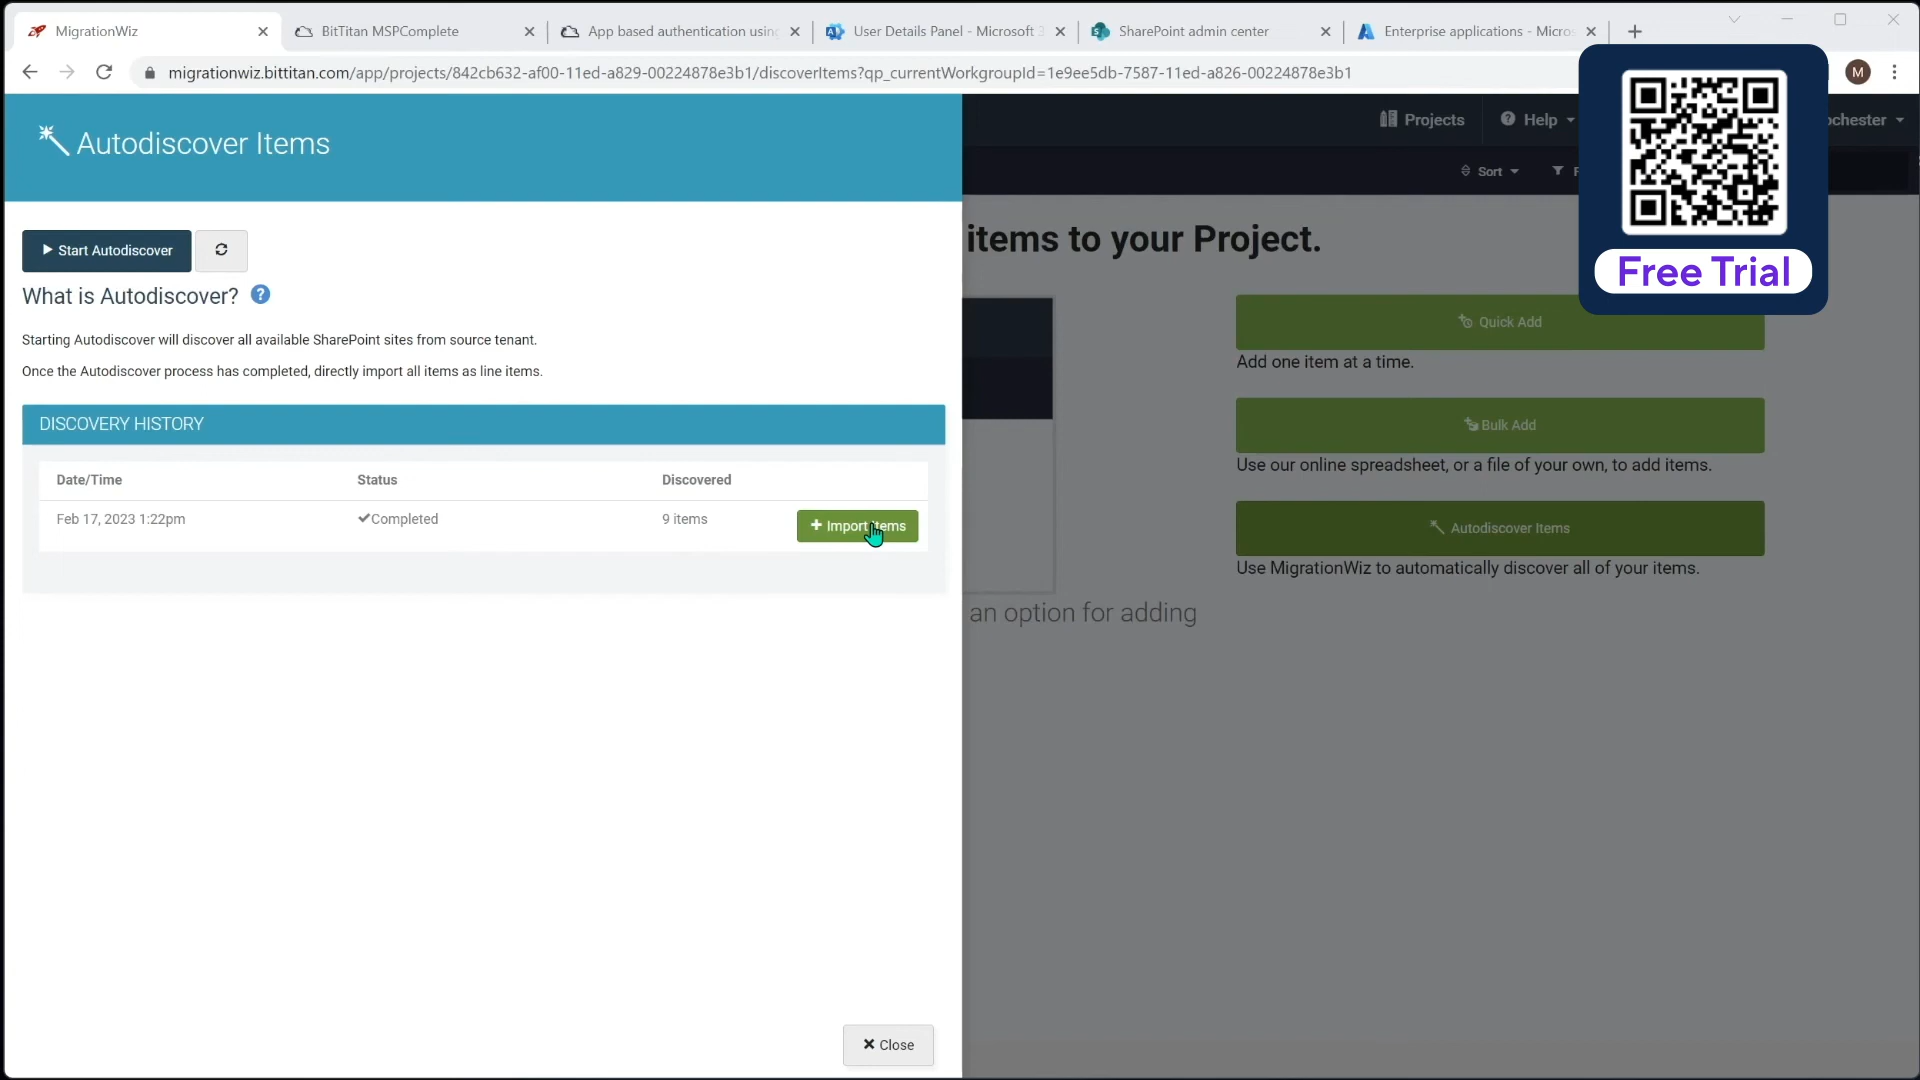 MigrationWiz
BitTitan MSPComplete
App based authentication using
User Details Panel - Microsoft 3
SharePoint admin center
Enterprise applications - Micros
migrationwiz.bittitan.com/app/projects/842cb632-af00-11ed-a829-00224878e3b1/discoverItems?qp_currentWorkgroupId=1e9ee5db-7587-11ed-a826-00224878e3b1
M
Autodiscover Items
Projects
Help
ochester
Sort
F
Start Autodiscover
What is Autodiscover? ?
Starting Autodiscover will discover all available SharePoint sites from source tenant.
Once the Autodiscover process has completed, directly import all items as line items.
DISCOVERY HISTORY
Date/Time Status Discovered
Feb 17, 2023 1:22pm Completed 9 items + Import Items
Close
items to your Project.
an option for adding
Free Trial
Quick Add
Add one item at a time.
Bulk Add
Use our online spreadsheet, or a file of your own, to add items.
Autodiscover Items
Use MigrationWiz to automatically discover all of your items.